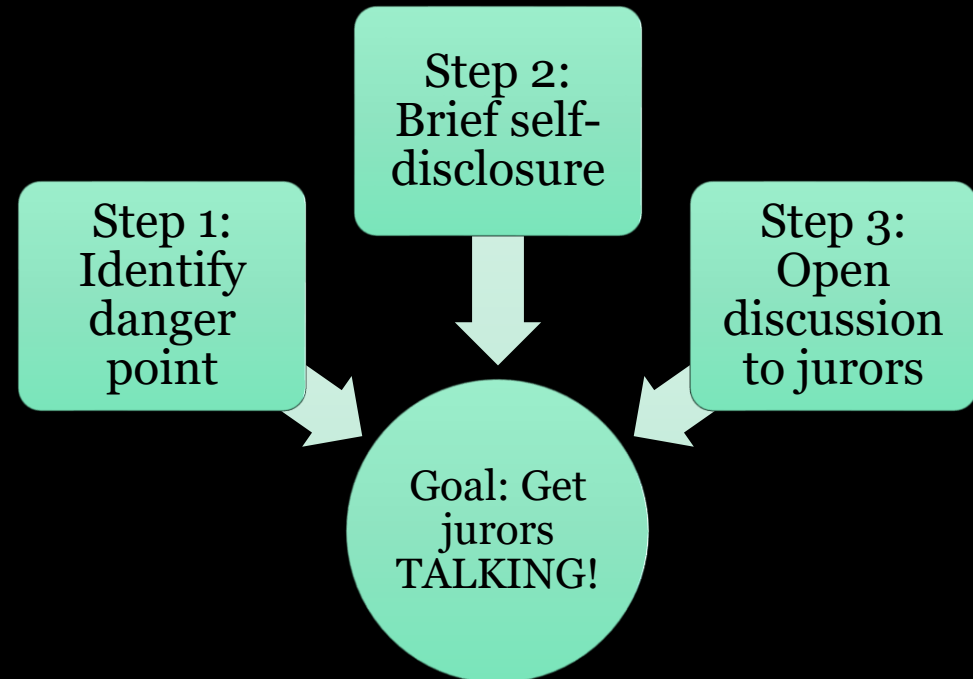 Step 1:
Identify
danger
point
Step 2:
Brief self-
disclosure
Step 3:
Open
discussion
to jurors
Goal: Get
jurors
TALKING!